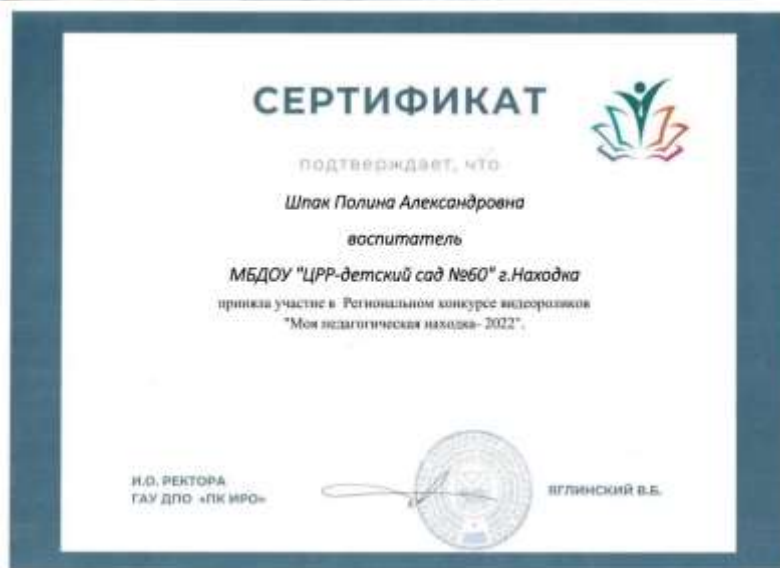 СЕРТИФИКАТ
подтверждает, что
Шпак Полина Александровна
воспитатель
МБДОУ "ЦРР-детский сад №60" г.Находка
приняла участие в Региональном конкурсе видеороликов
"Моя педагогическая находка- 2022".
И.О. РЕКТОРА
ГАУ ДПО «ПК ИРО»
ЯГЛИНСКИЙ В.Б.